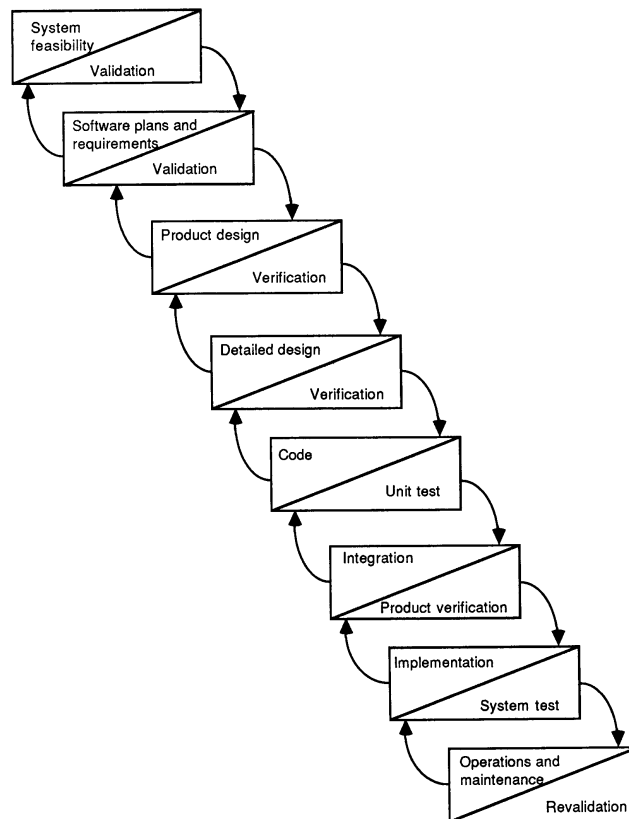 System
feasibility
Validation
Software plans and
requirements
Validation
Product design
Verification
Detailed design
Verification
Code
Unit test
Integration
Product verification
Implementation
System test
Operations and
maintenance
Revalidation